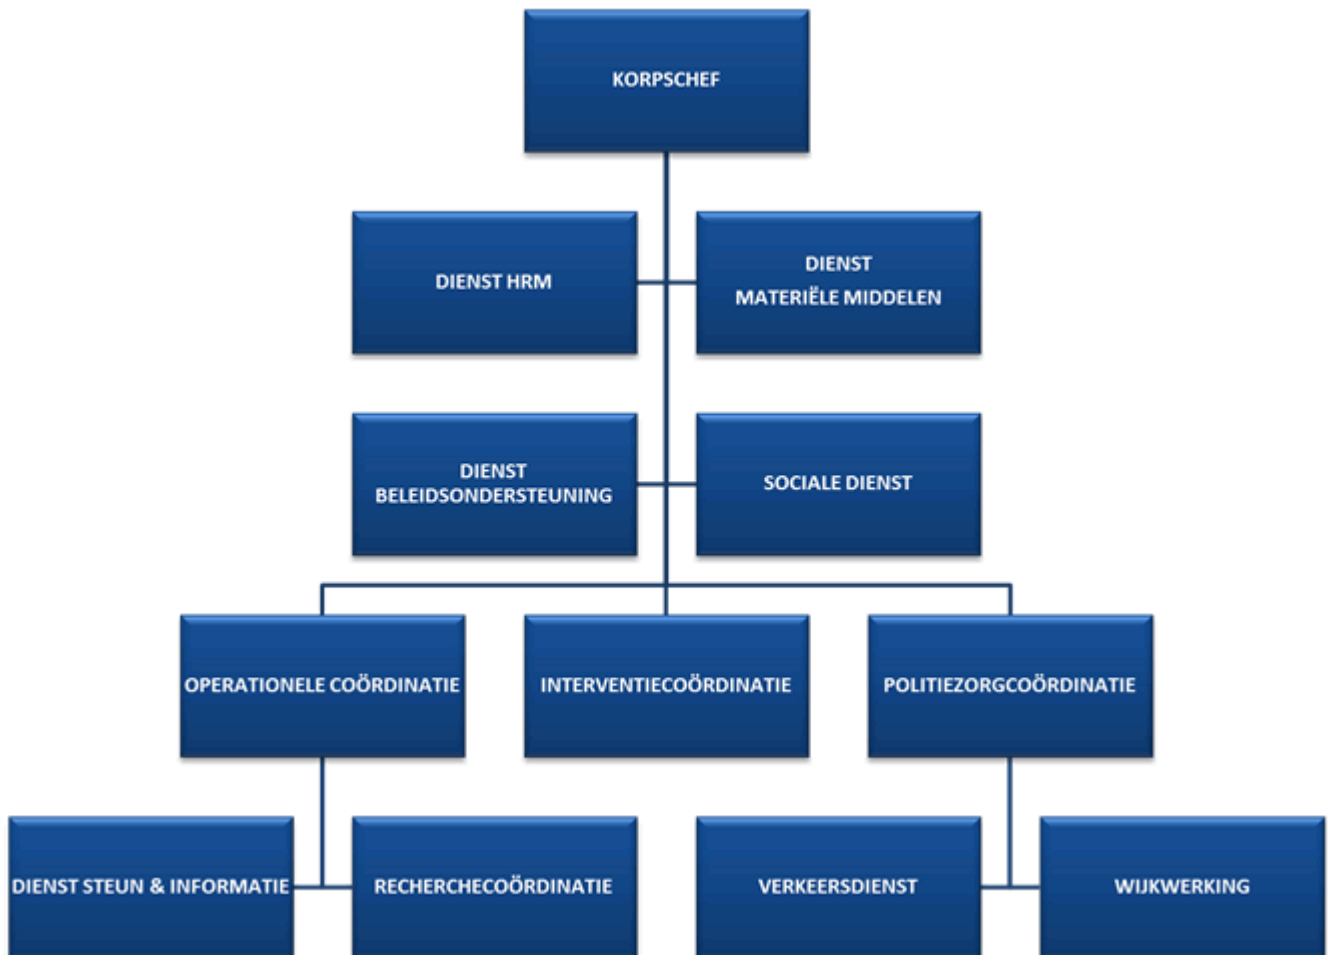 KORPSCHEF
DIENST HRM
DIENST
MATERIËLE MIDDELEN
DIENST
BELEIDSONDERSTEUNING
SOCIALE DIENST
OPERATIONELE COÖRDINATIE
INTERVENTIECOÖRDINATIE
POLITIEZORGCOÖRDINATIE
DIENST STEUN & INFORMATIE
RECHERCHECOÖRDINATIE
VERKEERSDIENST
WIJKWERKING